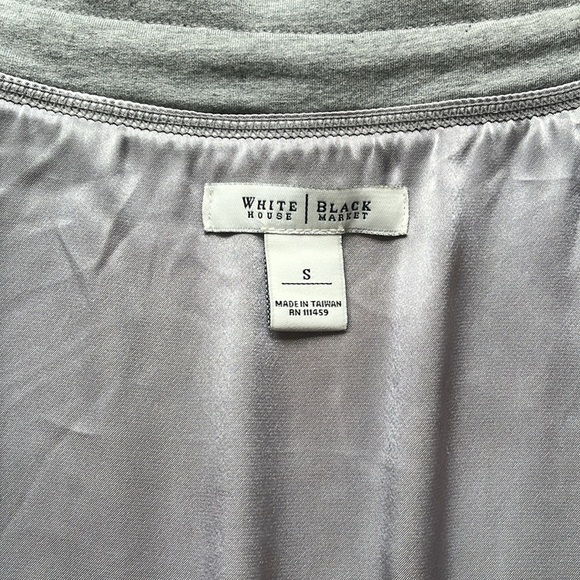 WHITE | BLACK
HOUSE | MARKET
S
MADE IN TAIWAN
RN 111459